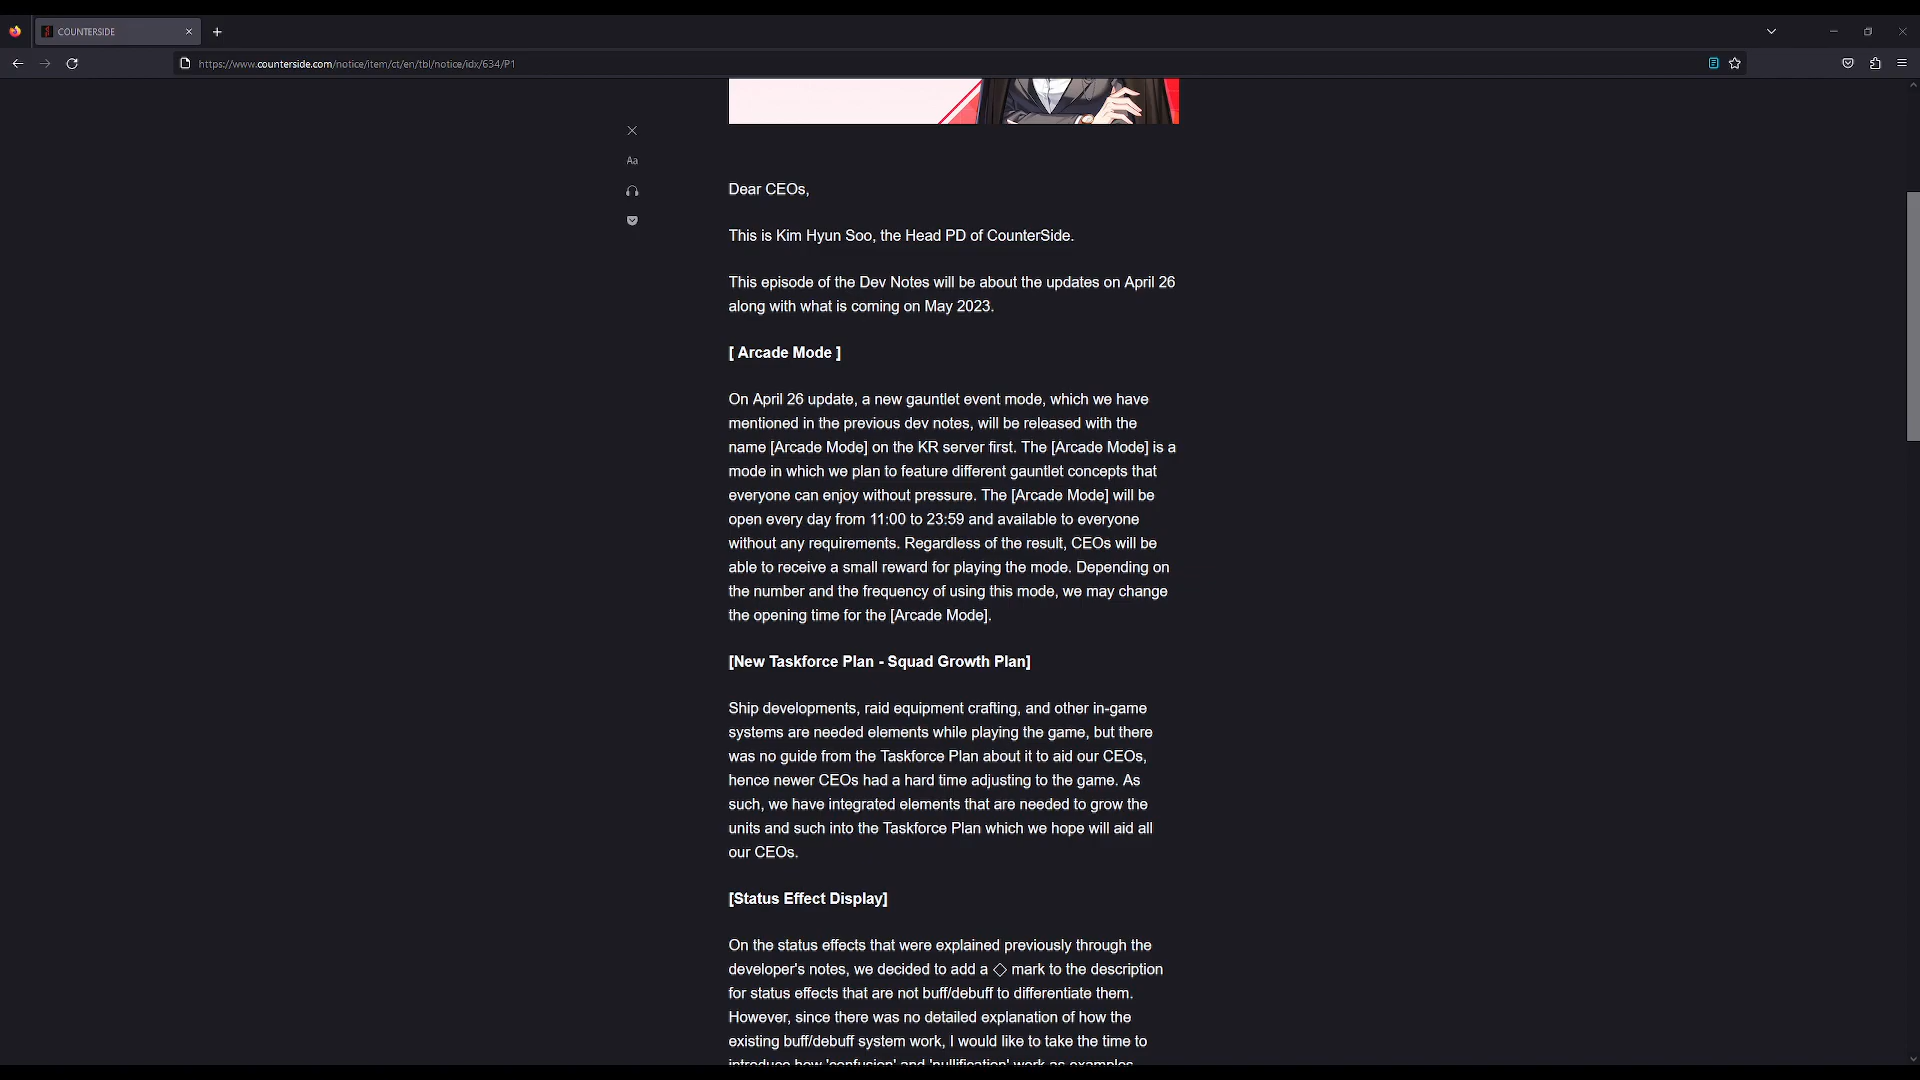 COUNTERSIDE
https://www.counterside.com/notice/item/ct/en/tbl/notice/idx/634/P1
Aa
Dear CEOs,
This is Kim Hyun Soo, the Head PD of CounterSide.
This episode of the Dev Notes will be about the updates on April 26
along with what is coming on May 2023.
[ Arcade Mode ]
On April 26 update, a new gauntlet event mode, which we have
mentioned in the previous dev notes, will be released with the
name [Arcade Mode] on the KR server first. The [Arcade Mode] is a
mode in which we plan to feature different gauntlet concepts that
everyone can enjoy without pressure. The [Arcade Mode] will be
open every day from 11:00 to 23:59 and available to everyone
without any requirements. Regardless of the result, CEOs will be
able to receive a small reward for playing the mode. Depending on
the number and the frequency of using this mode, we may change
the opening time for the [Arcade Mode].
[New Taskforce Plan - Squad Growth Plan]
Ship developments, raid equipment crafting, and other in-game
systems are needed elements while playing the game, but there
was no guide from the Taskforce Plan about it to aid our CEOs,
hence newer CEOs had a hard time adjusting to the game. As
such, we have integrated elements that are needed to grow the
units and such into the Taskforce Plan which we hope will aid all
our CEOs.
[Status Effect Display]
On the status effects that were explained previously through the
developer's notes, we decided to add a ◇ mark to the description
for status effects that are not buff/debuff to differentiate them.
However, since there was no detailed explanation of how the
existing buff/debuff system work, I would like to take the time to
introduce how 'confusion' and 'nullification' work as examples